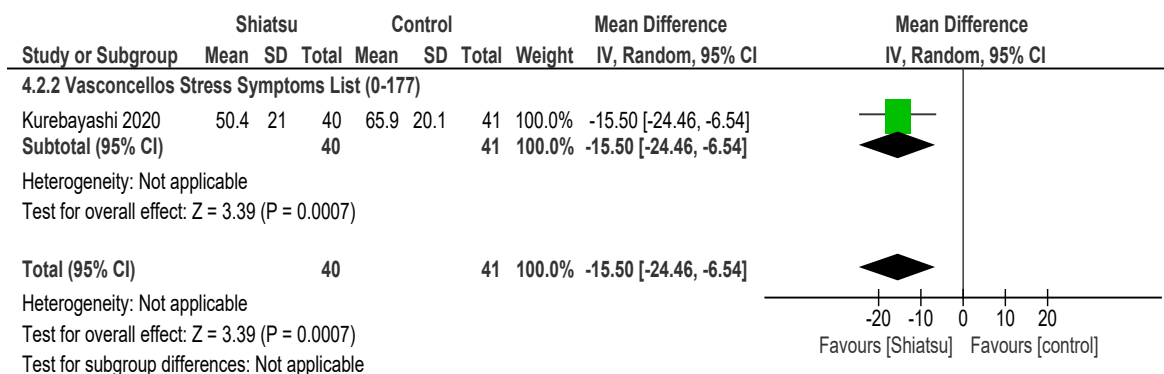 Shiatsu Control Mean Difference Mean Difference
Study or Subgroup Mean SD Total Mean SD Total Weight IV, Random, 95% CI IV, Random, 95% CI
4.2.2 Vasconcellos Stress Symptoms List (0-177)
Kurebayashi 2020 50.4 21 40 65.9 20.1 41 100.0% -15.50 [-24.46, -6.54]
Subtotal (95% CI) 40 41 100.0% -15.50 [-24.46, -6.54]
Heterogeneity: Not applicable
Test for overall effect: Z = 3.39 (P = 0.0007)
Total (95% CI) 40 41 100.0% -15.50 [-24.46, -6.54]
Heterogeneity: Not applicable
Test for overall effect: Z = 3.39 (P = 0.0007)
Test for subgroup differences: Not applicable
-20 -10 0 10 20
Favours [Shiatsu] Favours [control]